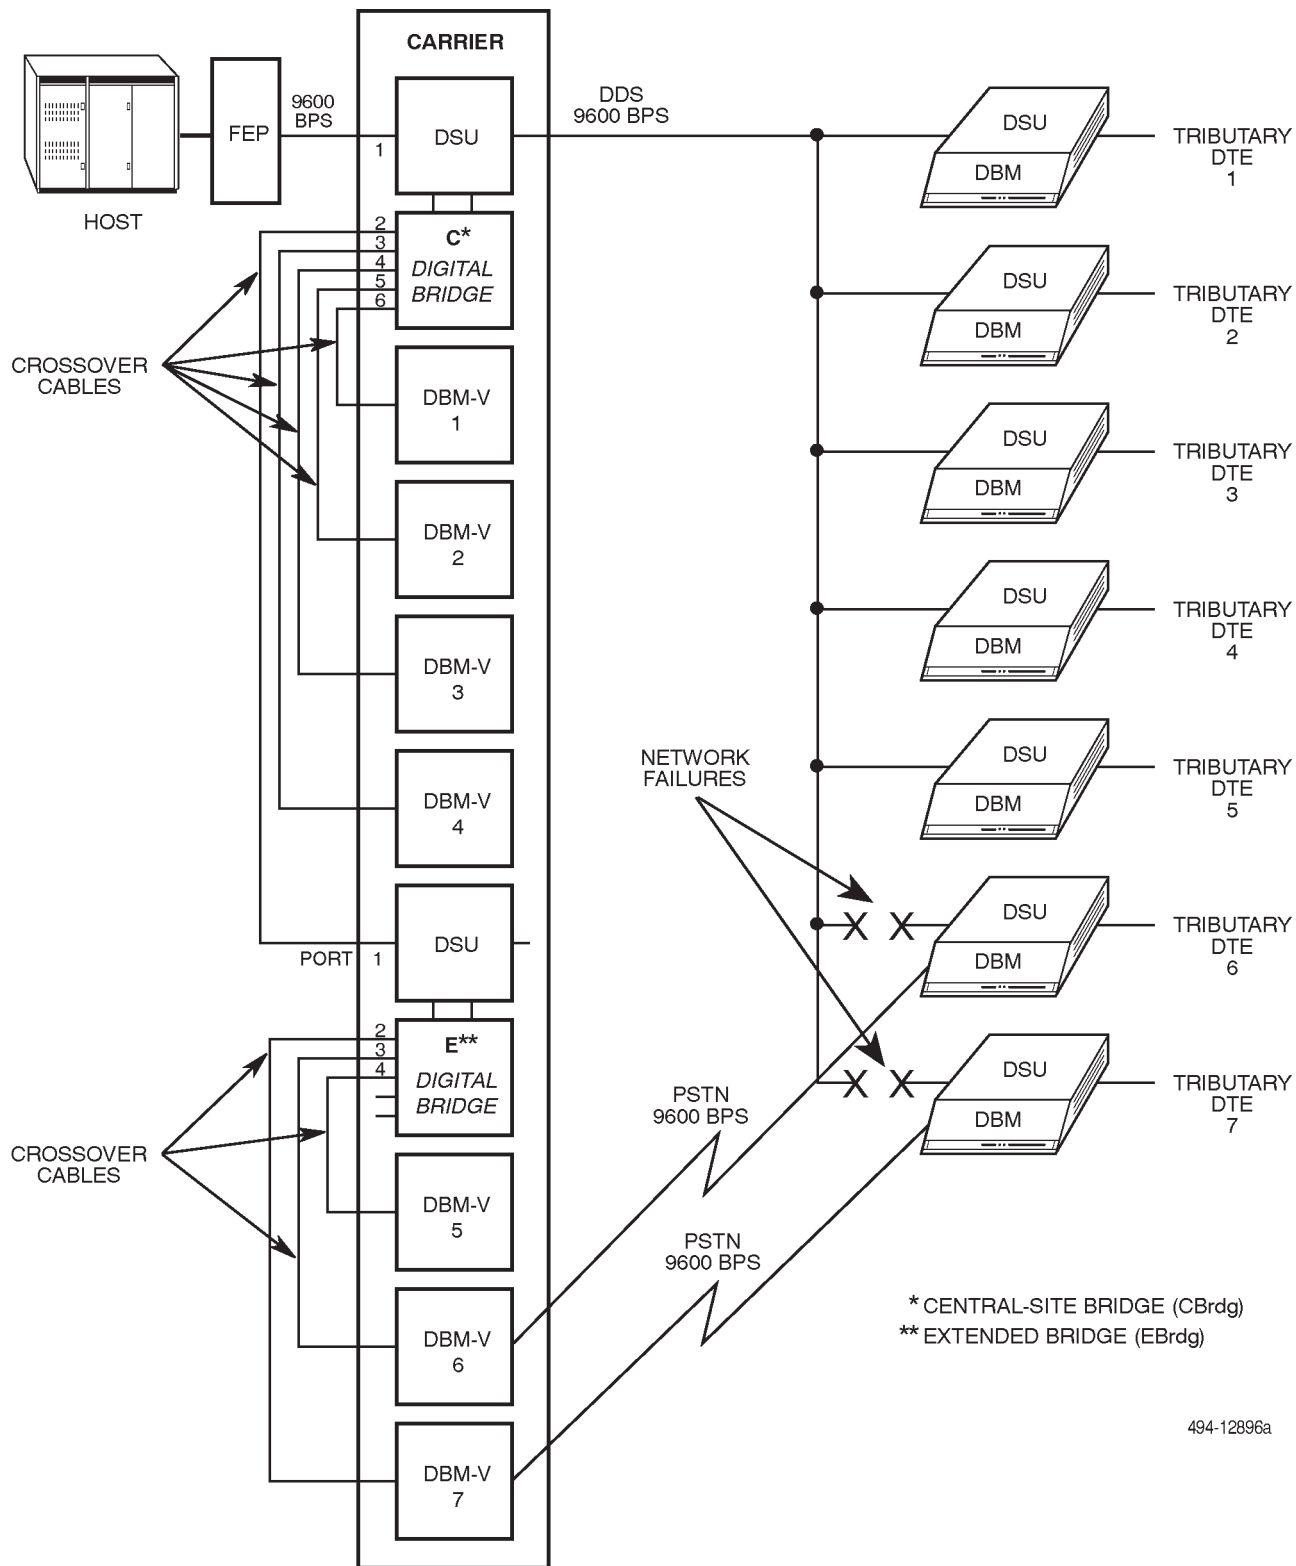 CARRIER
HOST
FEP
9600
BPS
1
DSU
DDS
9600 BPS
2
3
4
5
6
C*
DIGITAL
BRIDGE
CROSSOVER
CABLES
DBM-V
1
DBM-V
2
DBM-V
3
DBM-V
4
PORT 1
DSU
2
3
4
E**
DIGITAL
BRIDGE
CROSSOVER
CABLES
DBM-V
5
DBM-V
6
DBM-V
7
NETWORK
FAILURES
X X
X X
PSTN
9600 BPS
PSTN
9600 BPS
DSU
DBM
TRIBUTARY
DTE
1
DSU
DBM
TRIBUTARY
DTE
2
DSU
DBM
TRIBUTARY
DTE
3
DSU
DBM
TRIBUTARY
DTE
4
DSU
DBM
TRIBUTARY
DTE
5
DSU
DBM
TRIBUTARY
DTE
6
DSU
DBM
TRIBUTARY
DTE
7
* CENTRAL-SITE BRIDGE (CBrdg)
** EXTENDED BRIDGE (EBrdg)
494-12896a